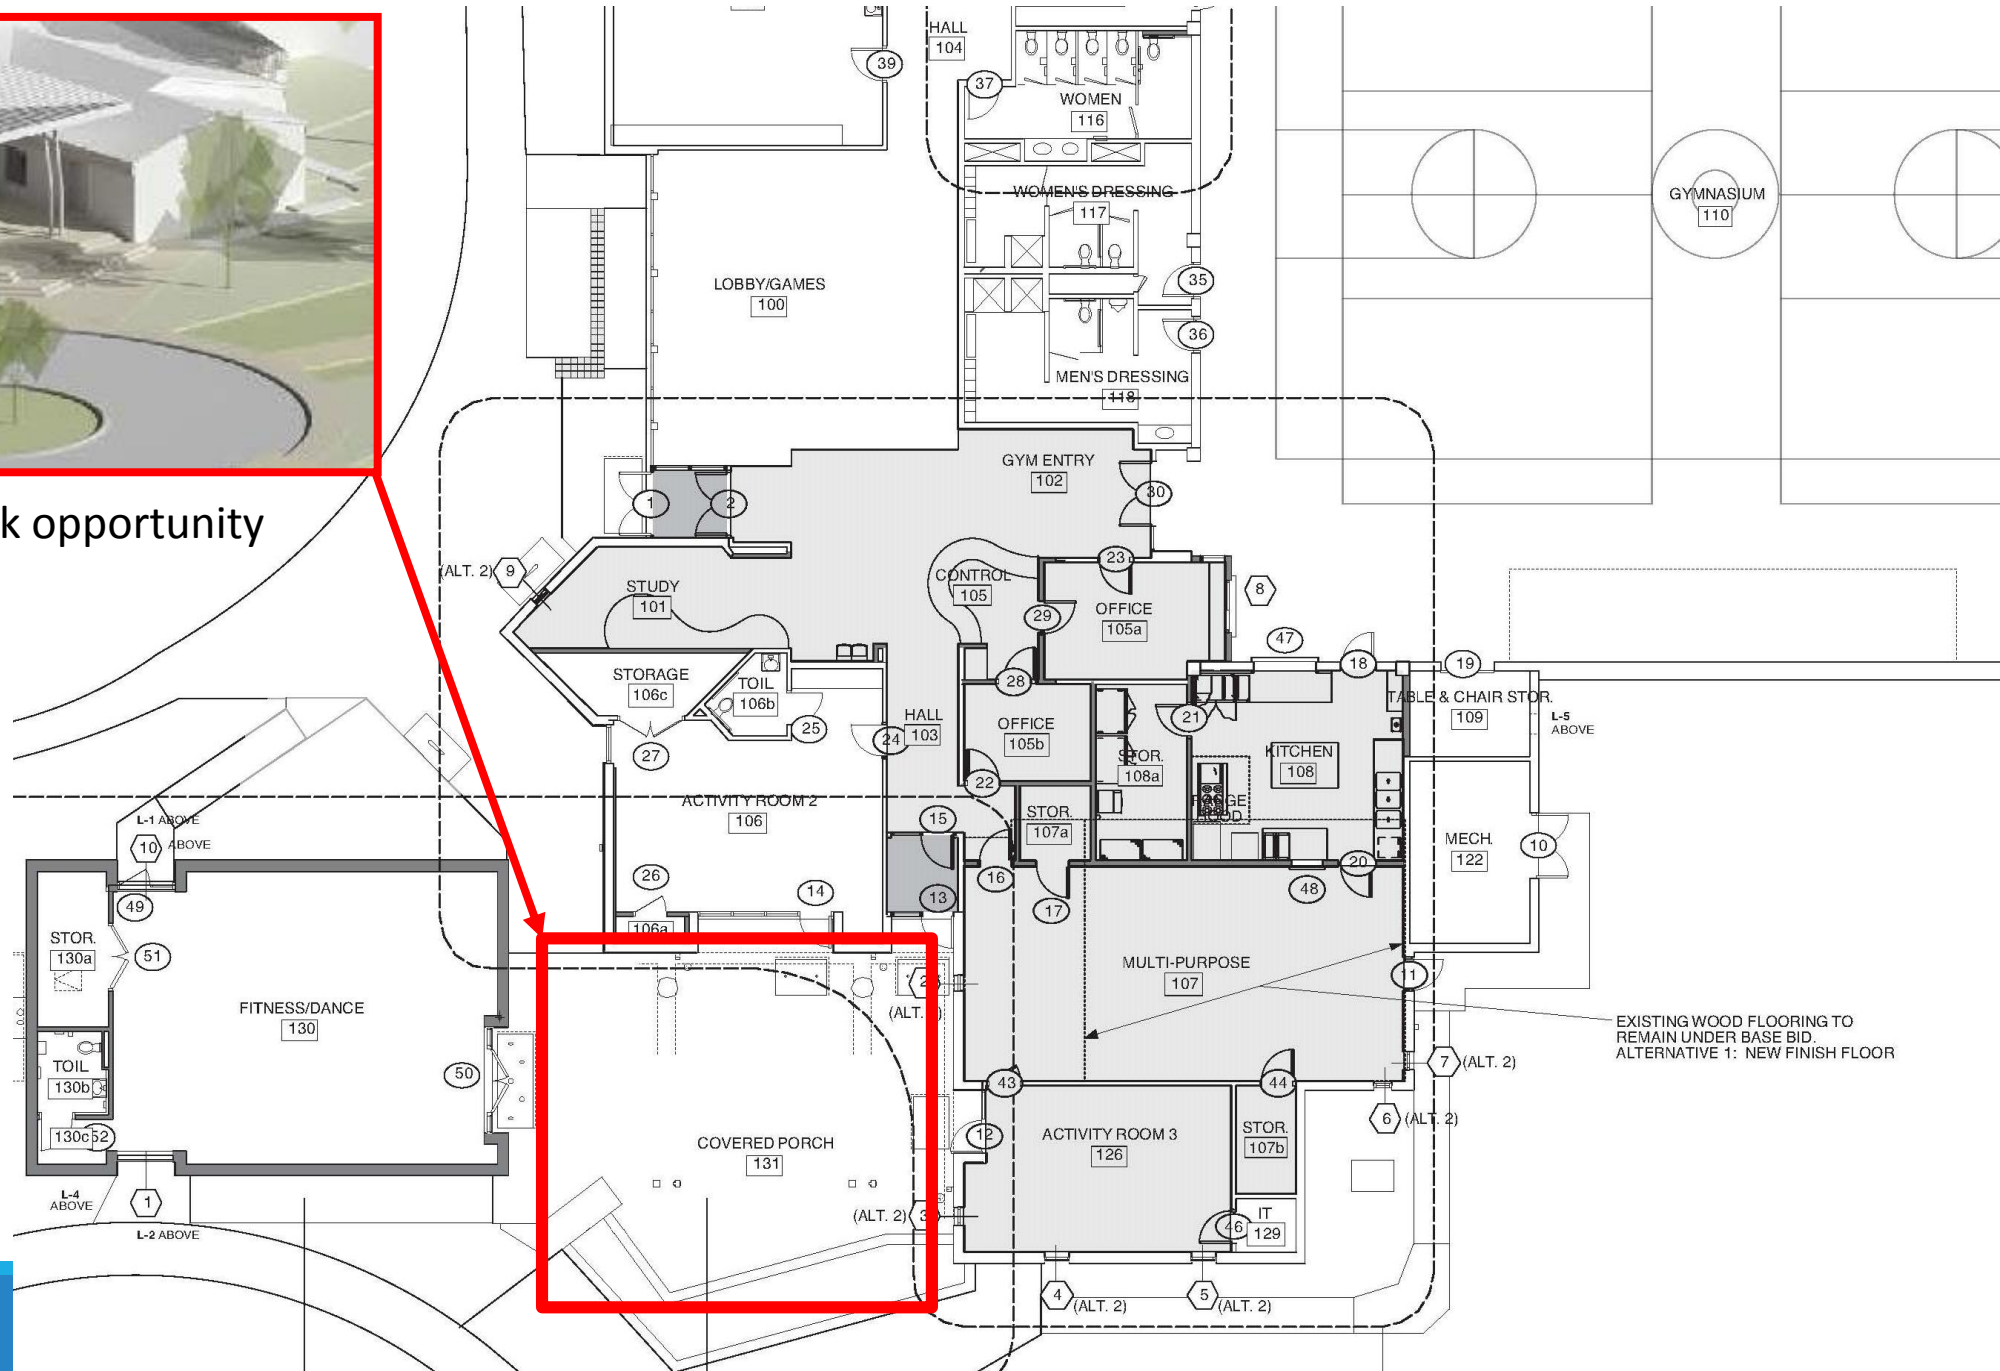 HALL
104
39
37
WOMEN
116
WOMEN'S DRESSING
117
GYMNASIUM
110
LOBBY/GAMES
100
35
36
MEN'S DRESSING
118
GYM ENTRY
102
1
2
30
k opportunity
(ALT. 2)
9
STUDY
101
CONTROL
105
23
OFFICE
105a
29
8
47
18
19
STORAGE
106c
TOIL
106b
28
TABLE & CHAIR STOR.
109
L-5
ABOVE
25
24
HALL
103
OFFICE
105b
21
27
STOR.
108a
KITCHEN
108
22
RANGE
HOOD
ACTIVITY ROOM 2
106
STOR.
107a
L-1 ABOVE
10
ABOVE
15
MECH.
122
10
26
14
16
20
48
49
13
17
106a
STOR.
130a
51
MULTI-PURPOSE
107
11
2
(ALT. 2)
FITNESS/DANCE
130
EXISTING WOOD FLOORING TO
REMAIN UNDER BASE BID.
ALTERNATIVE 1: NEW FINISH FLOOR
TOIL
130b
50
43
44
7
(ALT. 2)
6
(ALT. 2)
130c
52
COVERED PORCH
131
12
ACTIVITY ROOM 3
126
STOR.
107b
L-4
ABOVE
1
L-2 ABOVE
(ALT. 2)
3
46
IT
129
4
(ALT. 2)
5
(ALT. 2)